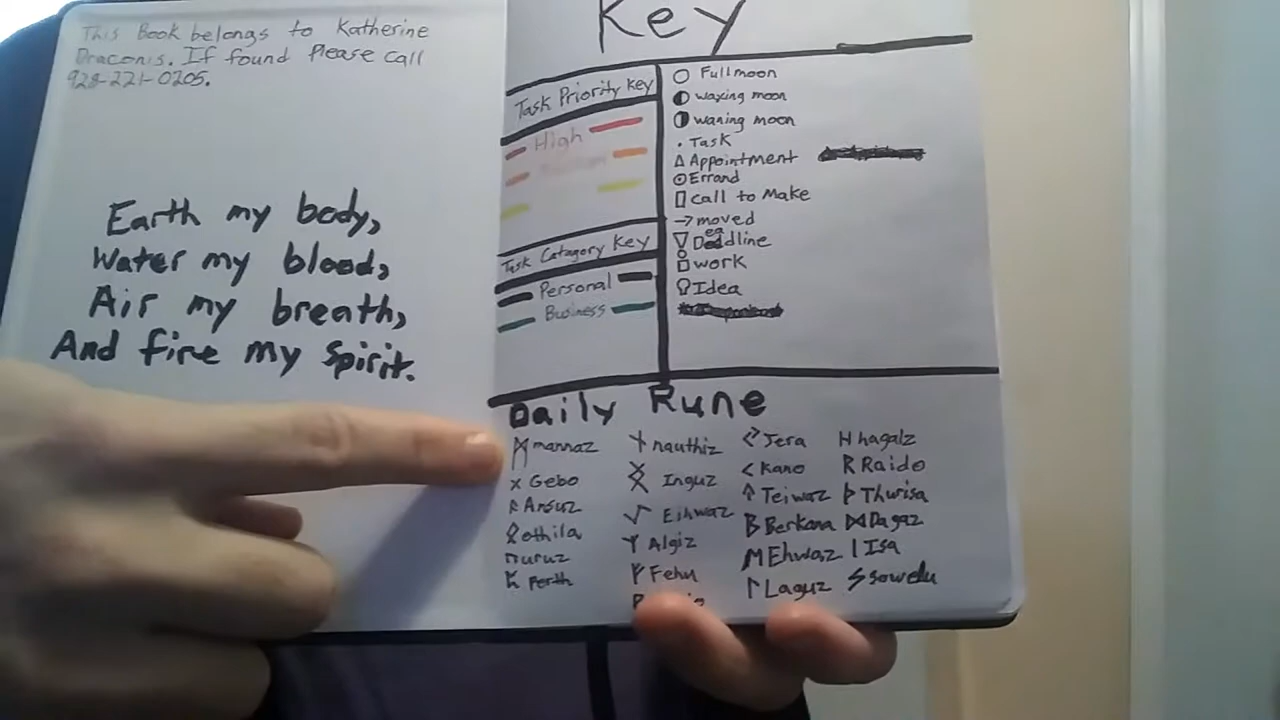 This Book belongs to Katherine
Draconis. If found Please call
928-221-0205.
Earth my body,
Water my blood,
Air my breath,
And fire my Spirit.
Key
Task Priority Key
High
Task Catagory Key
Personal
Business
Full moon
waxing moon
waning moon
Task
Appointment
Errand
call to Make
moved
Deadline
work
Idea
Daily Rune
mannaz
Gebo
Ansuz
othila
uruz
Perth
nauthiz
Inguz
Eihwaz
Algiz
Fehu
Jera
Kano
Teiwaz
Berkana
Ehwaz
Laguz
hagalz
Raido
Thurisa
Dagaz
Isa
sowelu